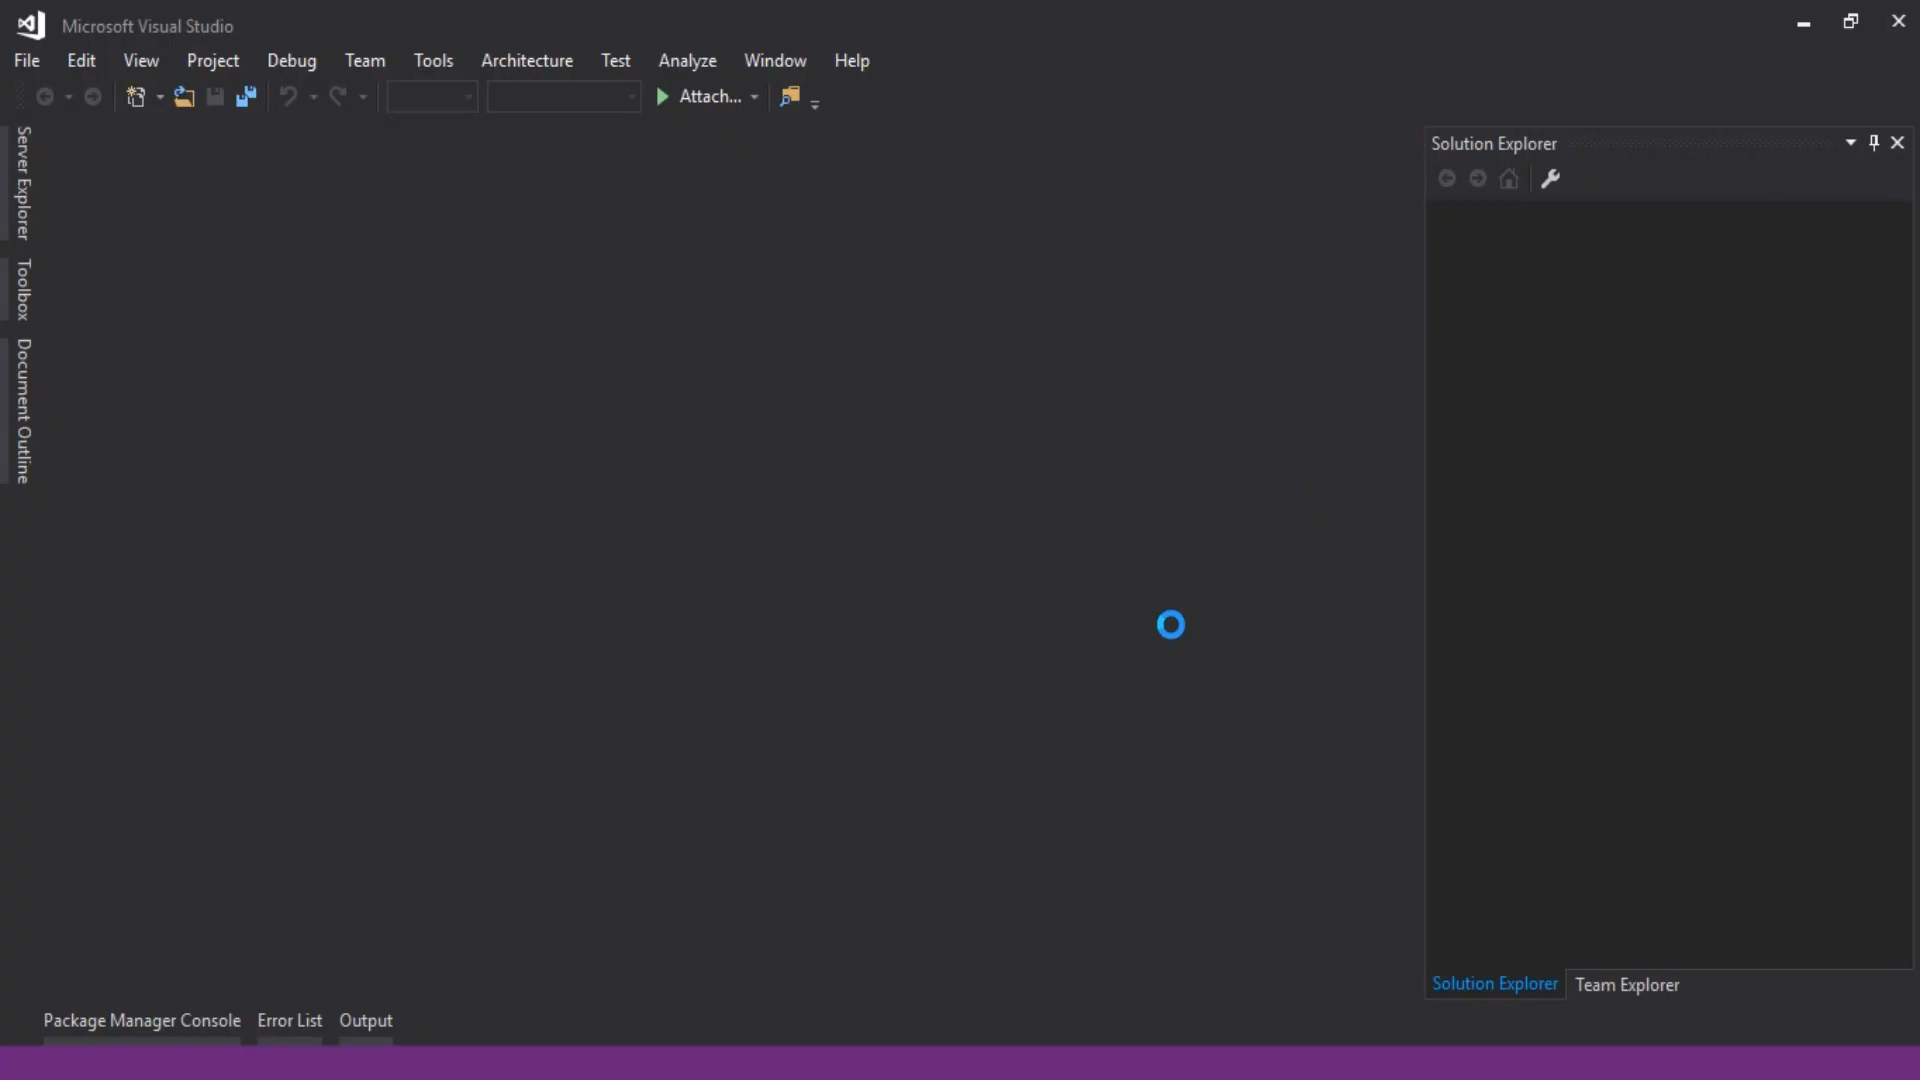 Microsoft Visual Studio
File Edit View Project Debug Team Tools Architecture Test Analyze Window Help
Attach...
Server Explorer
Toolbox
Document Outline
Solution Explorer
Solution Explorer Team Explorer
Package Manager Console Error List Output